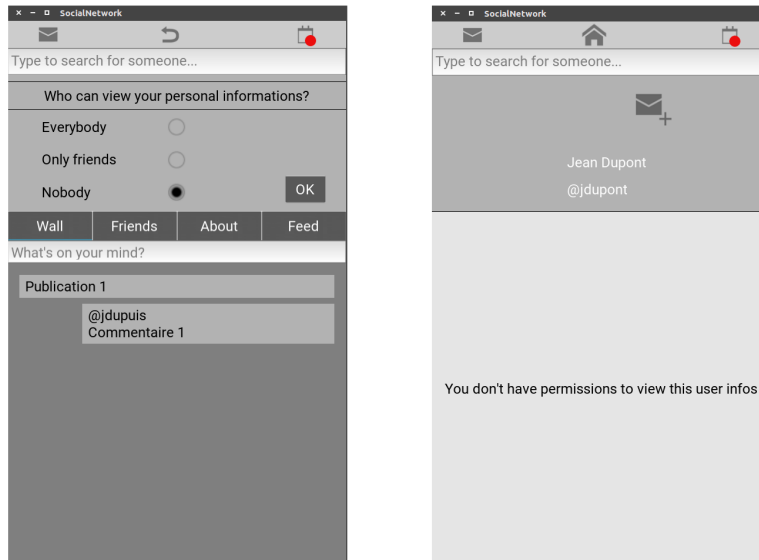 SocialNetwork
Type to search for someone...
Who can view your personal informations?
Everybody
Only friends
Nobody
OK
Wall
Friends
About
Feed
What's on your mind?
Publication 1
@jdupuis
Commentaire 1
SocialNetwork
Type to search for someone...
Jean Dupont
@jdupont
You don't have permissions to view this user infos